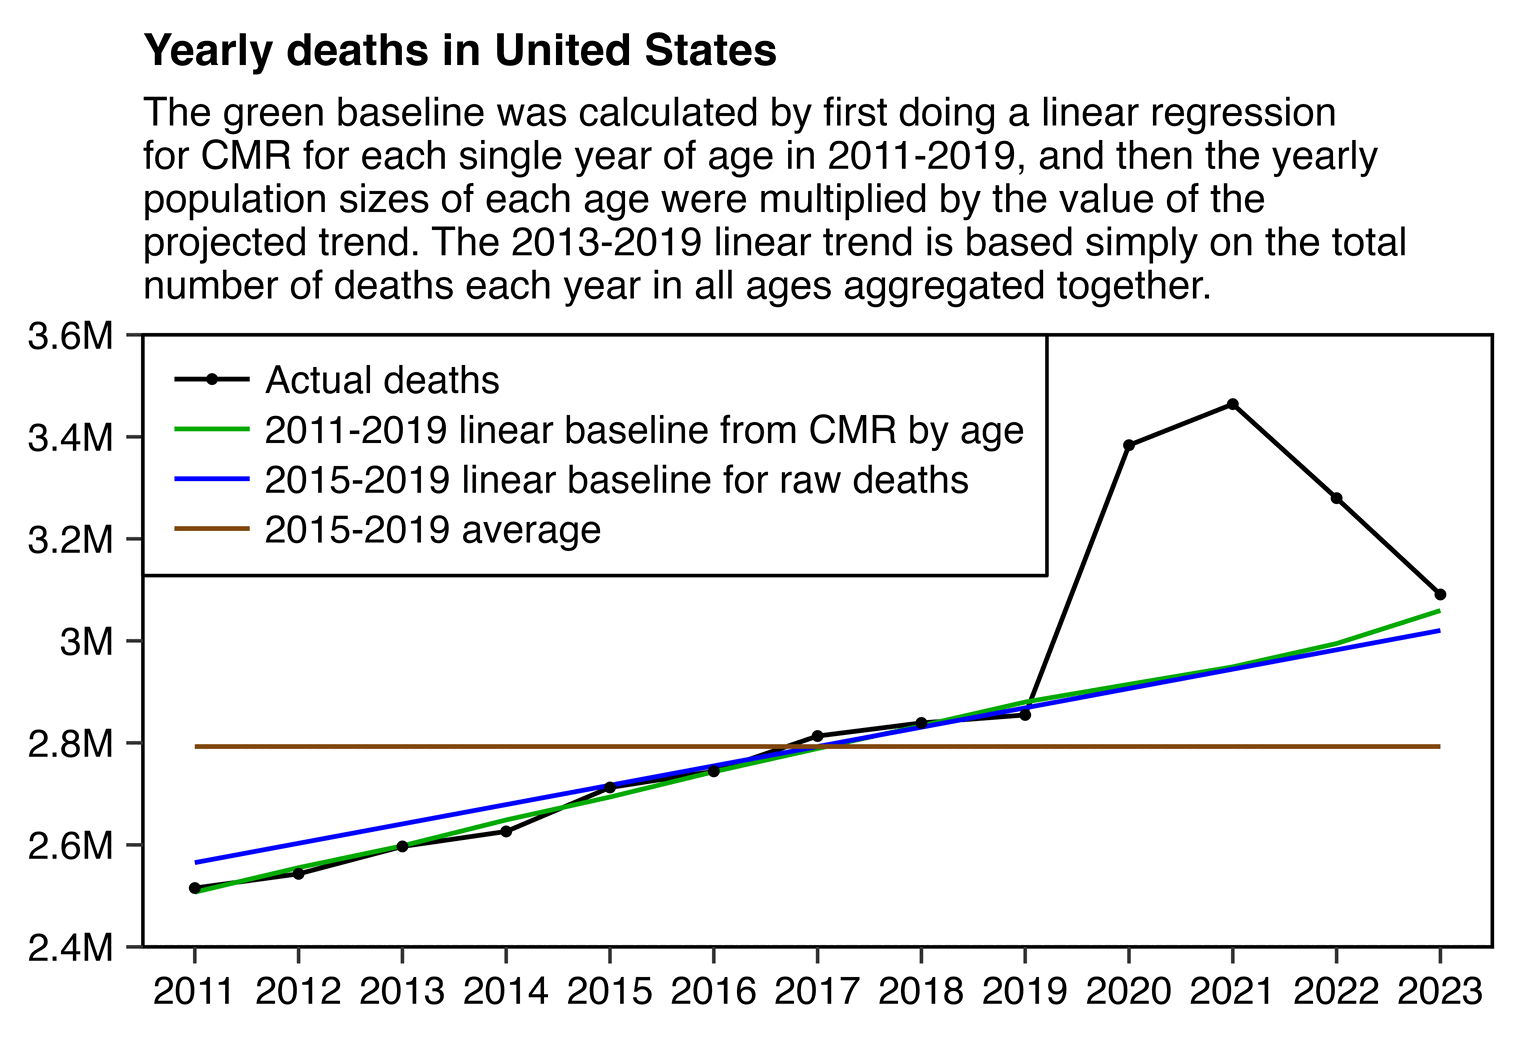 Yearly deaths in United States
The green baseline was calculated by first doing a linear regression
for CMR for each single year of age in 2011-2019, and then the yearly
population sizes of each age were multiplied by the value of the
projected trend. The 2013-2019 linear trend is based simply on the total
number of deaths each year in all ages aggregated together.
3.6M
3.4M
3.2M
3M
2.8M
2.6M
2.4M
Actual deaths
2011-2019 linear baseline from CMR by age
2015-2019 linear baseline for raw deaths
2015-2019 average
2011 2012 2013 2014 2015 2016 2017 2018 2019 2020 2021 2022 2023